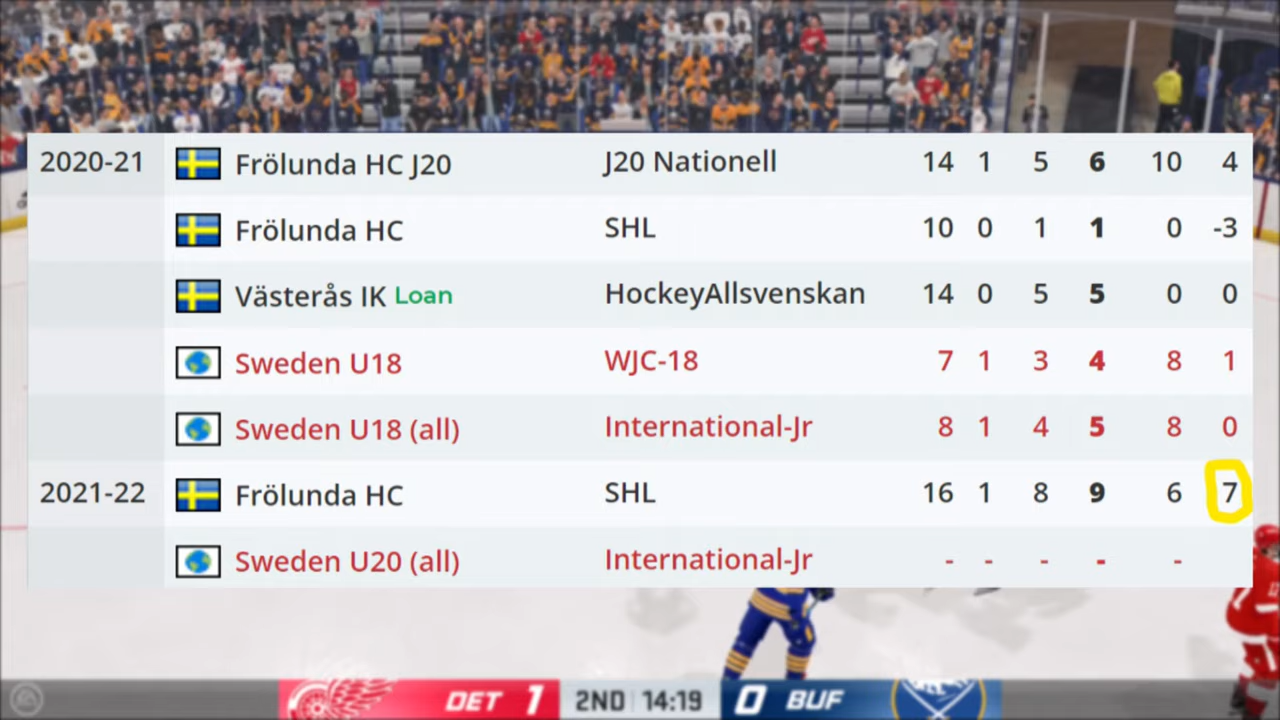 2020-21 Frölunda HC J20 J20 Nationell 14 1 5 6 10 4
Frölunda HC SHL 10 0 1 1 0 -3
Västerås IK Loan HockeyAllsvenskan 14 0 5 5 0 0
Sweden U18 WJC-18 7 1 3 4 8 1
Sweden U18 (all) International-Jr 8 1 4 5 8 0
2021-22 Frölunda HC SHL 16 1 8 9 6 7
Sweden U20 (all) International-Jr - - - - -
DET 1 2ND 14:19 0 BUF